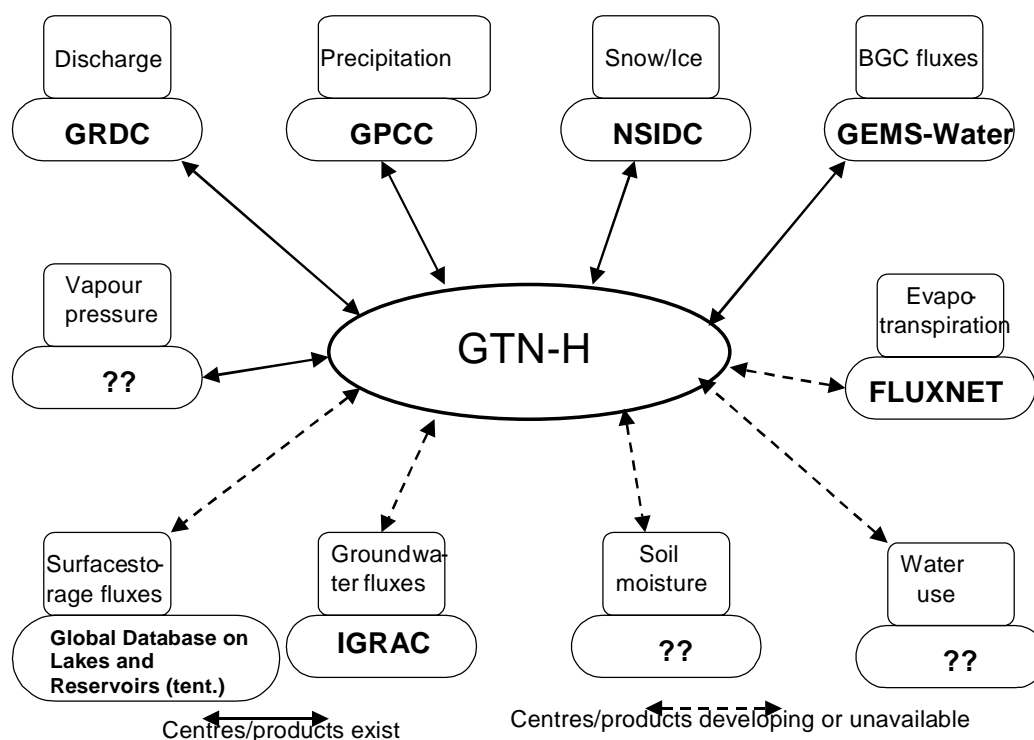 Discharge
GRDC
Precipitation
GPCC
Snow/Ice
NSIDC
BGC fluxes
GEMS-Water
Vapour
pressure
??
GTN-H
Evapo-
transpiration
FLUXNET
Surfacesto-
rage fluxes
Global Database on
Lakes and
Reservoirs (tent.)
Groundwa-
ter fluxes
IGRAC
Soil
moisture
??
Water
use
??
Centres/products exist
Centres/products developing or unavailable